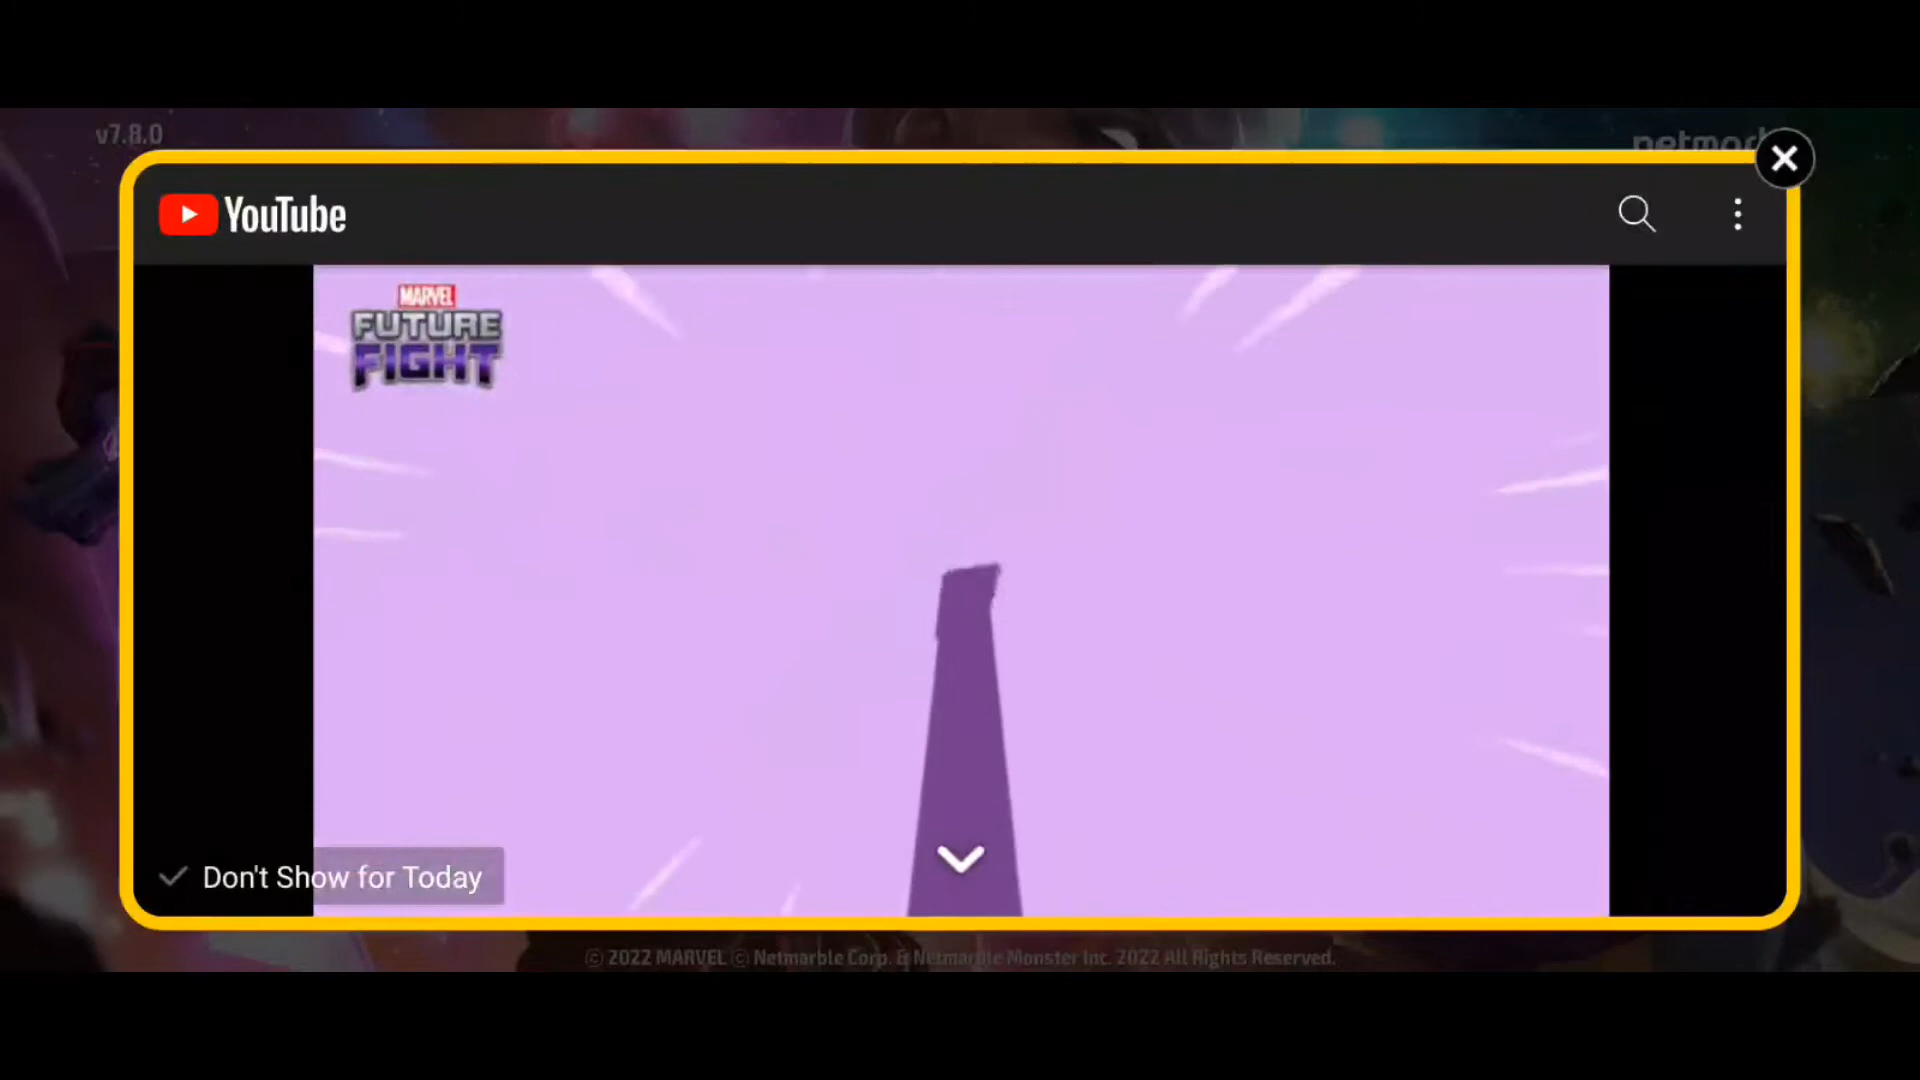 v7.8.0
YouTube
MARVEL
FUTURE
FIGHT
Don't Show for Today
© 2022 MARVEL © Netmarble Corp. & Netmarble Monster Inc. 2022 All Rights Reserved.